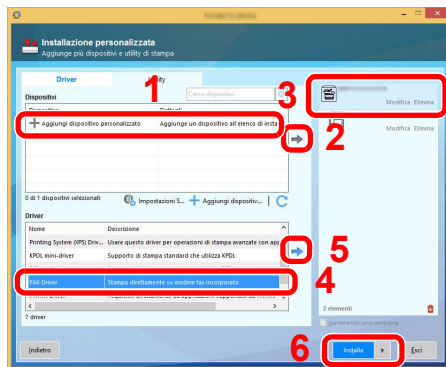 Installazione personalizzata
Aggiunge più dispositivi e utility di stampa
Driver
1
Dispositivi
Cerca dispositivi
3
Modifica Elimina
Aggiungi dispositivo personalizzato Aggiunge un dispositivo all'elenco di insta
2
Modifica Elimina
0 di 1 dispositivi selezionati Impostazioni S... Aggiungi dispositiv...
Driver
Nome Descrizione
Printing System (XPS) Driv... Usare questo driver per operazioni di stampa avanzate con app
5
KPDL mini-driver Supporto di stampa standard che utilizza KPDL
FAX Driver Stampa direttamente su modem fax incorporato
4
2 elementi
7 driver
6
Indietro Installa Esci